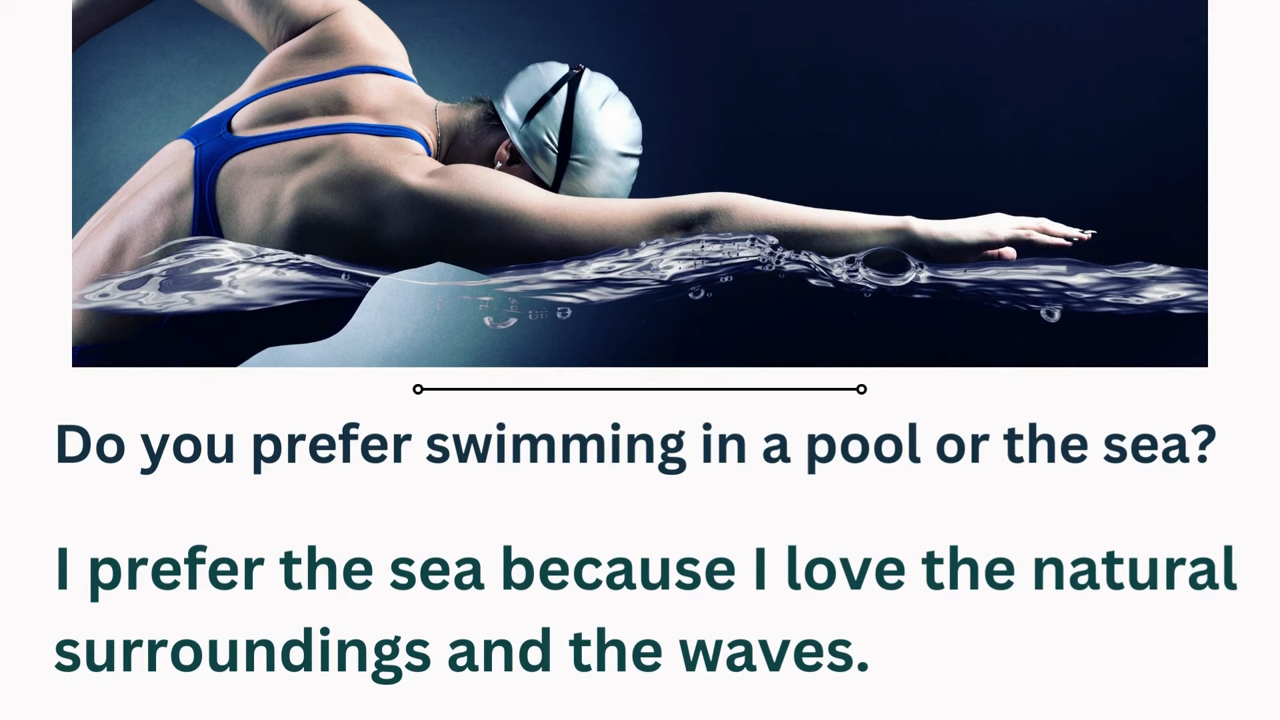 Do you prefer swimming in a pool or the sea?
I prefer the sea because I love the natural
surroundings and the waves.